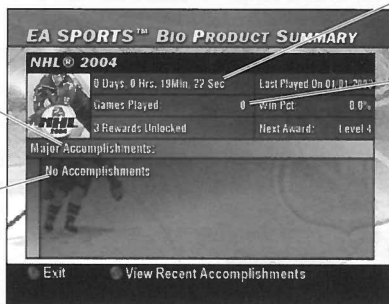 EA SPORTS™ BIO PRODUCT SUMMARY
NHL® 2004
0 Days, 0 Hrs, 19Min, 22 Sec
Last Played On 01.01
Games Played:
0
Win Pct:
0.0%
NHL
2004
3 Rewards Unlocked
Next Award:
Level 4
Major Accomplishments:
No Accomplishments
Exit
View Recent Accomplishments